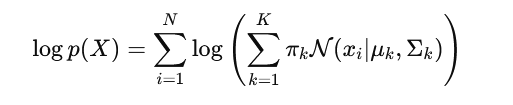 log p(X) = ∑_{i=1}^{N} log ( ∑_{k=1}^{K} π_k 𝒩(x_i|μ_k, Σ_k) )